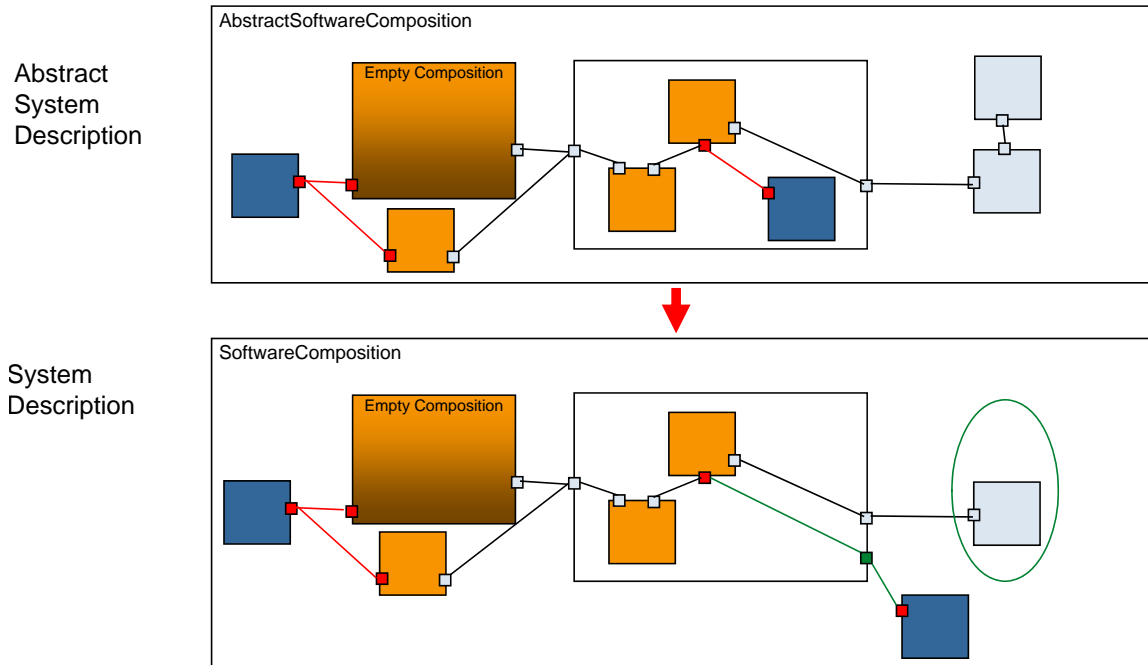 AbstractSoftwareComposition
Abstract
System
Description
Empty Composition
System
Description
SoftwareComposition
Empty Composition